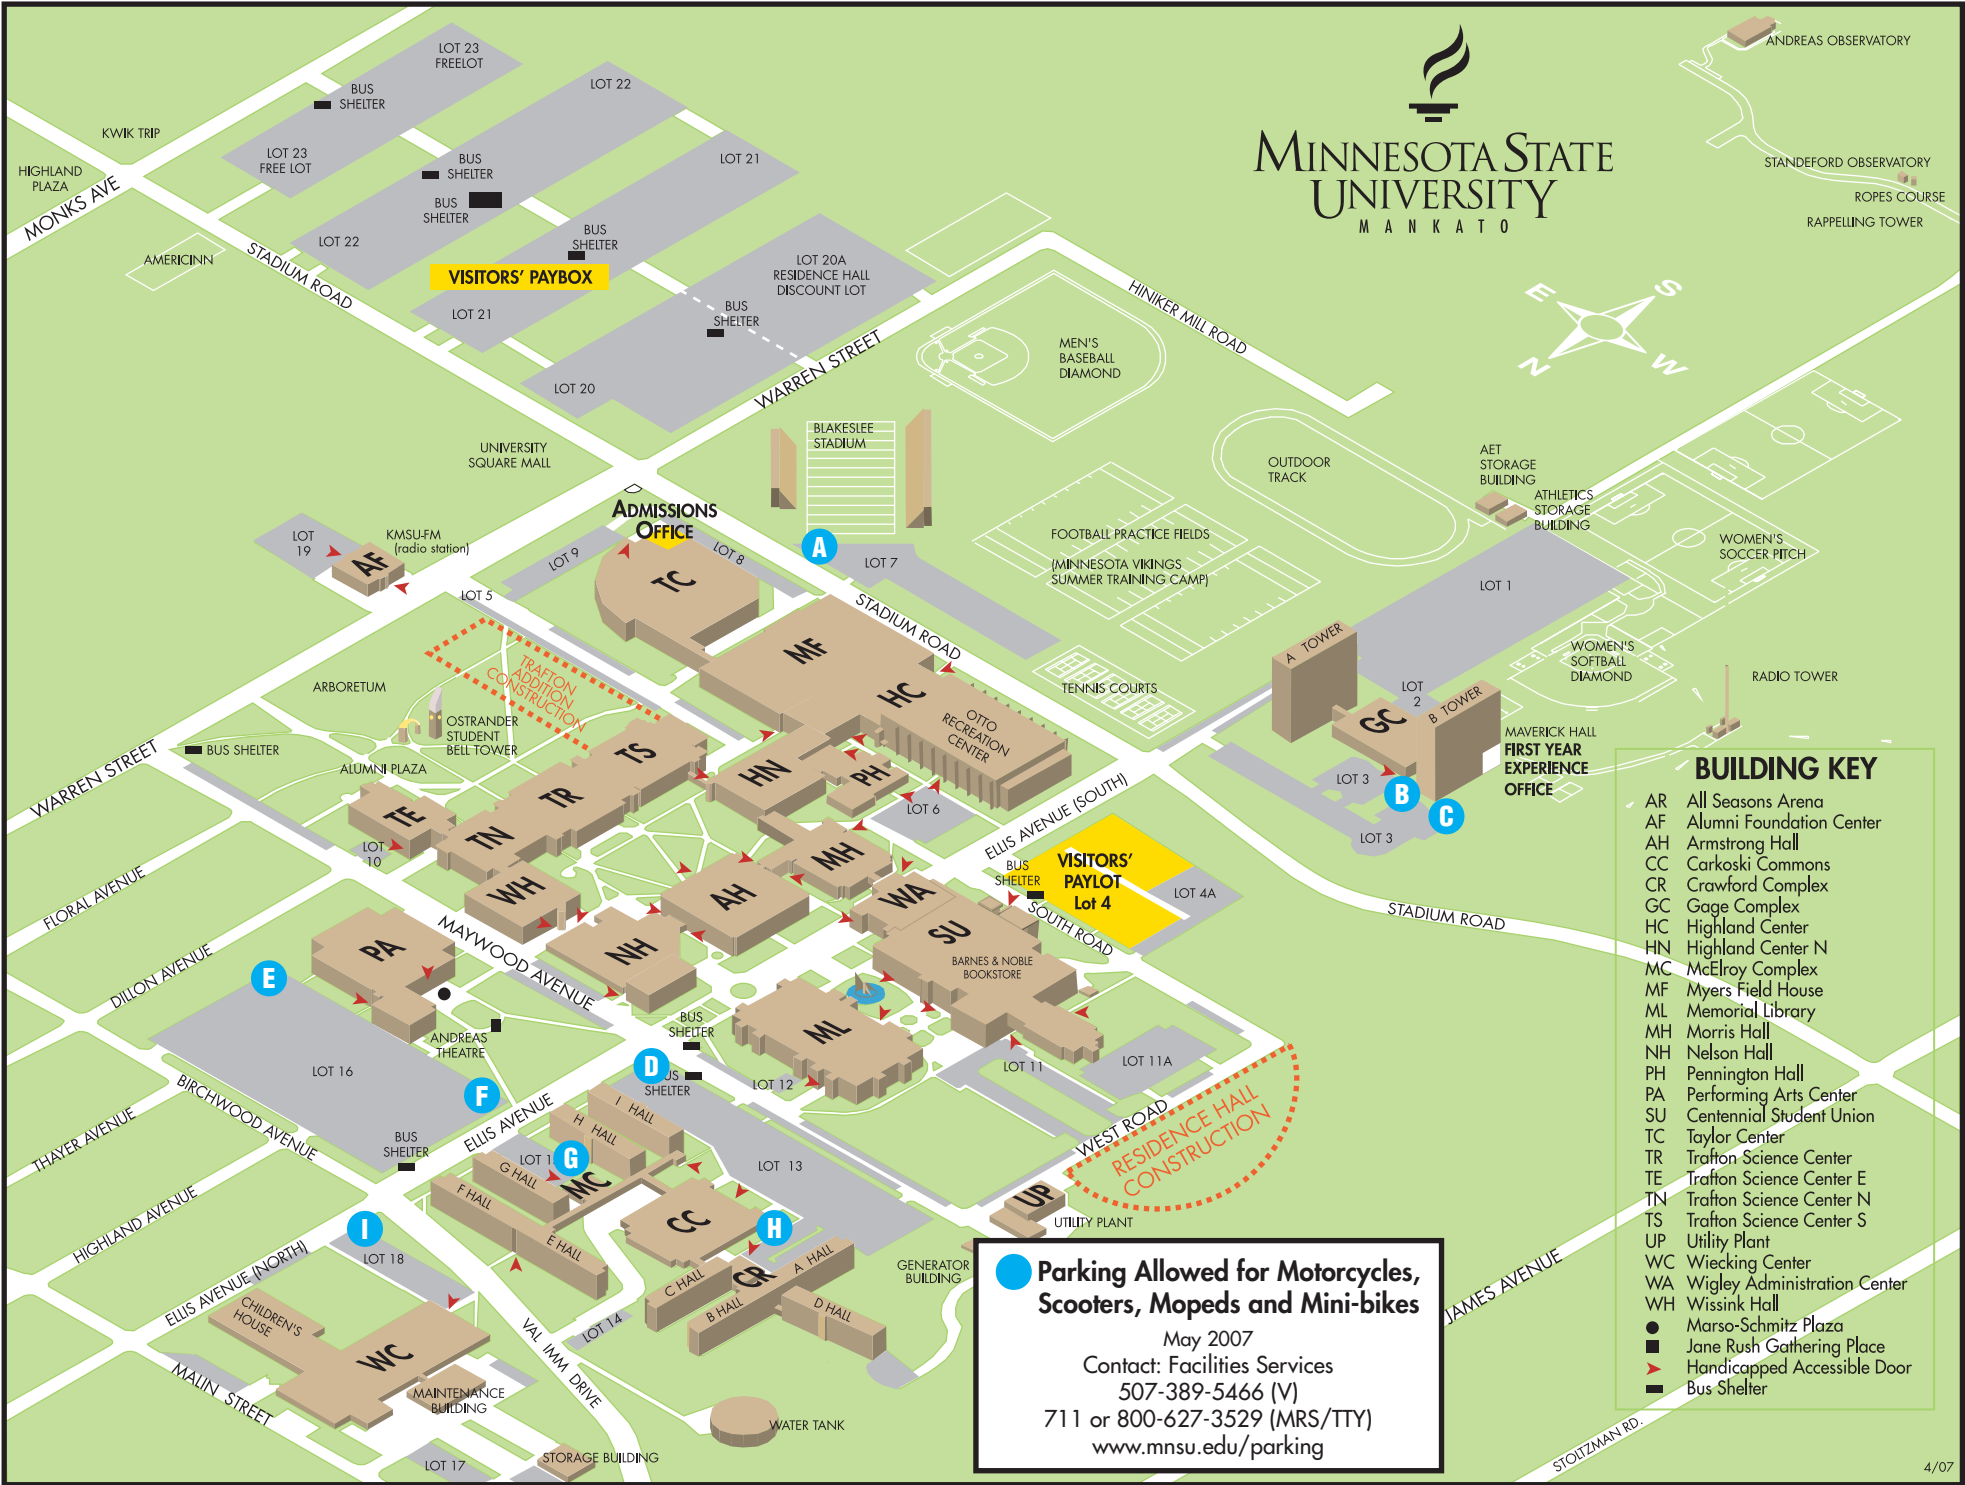 LOT 23
FREELOT
LOT 22
BUS
SHELTER
KWIK TRIP
HIGHLAND
PLAZA
MONKS AVE
LOT 23
FREE LOT
BUS
SHELTER
LOT 21
BUS
SHELTER
BUS
SHELTER
LOT 22
AMERICINN
STADIUM ROAD
VISITORS' PAYBOX
LOT 21
LOT 20A
RESIDENCE HALL
DISCOUNT LOT
BUS
SHELTER
LOT 20
WARREN STREET
MINNESOTA STATE
UNIVERSITY
MANKATO
ANDREAS OBSERVATORY
STANDEFORD OBSERVATORY
ROPES COURSE
RAPPELLING TOWER
E
S
N
W
HINIKER MILL ROAD
MEN'S
BASEBALL
DIAMOND
UNIVERSITY
SQUARE MALL
BLAKESLEE
STADIUM
OUTDOOR
TRACK
AET
STORAGE
BUILDING
ATHLETICS
STORAGE
BUILDING
WOMEN'S
SOCCER PITCH
ADMISSIONS
OFFICE
LOT
19
KMSU-FM
(radio station)
AF
LOT 9
LOT 8
TC
A
LOT 7
FOOTBALL PRACTICE FIELDS
(MINNESOTA VIKINGS
SUMMER TRAINING CAMP)
LOT 1
LOT 5
STADIUM ROAD
MF
HC
OTTO
RECREATION
CENTER
TENNIS COURTS
A TOWER
LOT
2
GC
B TOWER
WOMEN'S
SOFTBALL
DIAMOND
RADIO TOWER
MAVERICK HALL
FIRST YEAR
EXPERIENCE
OFFICE
LOT 3
B
C
LOT 3
TRAFTON
ADDITION
CONSTRUCTION
ARBORETUM
OSTRANDER
STUDENT
BELL TOWER
BUS SHELTER
ALUMNI PLAZA
WARREN STREET
TS
TR
TE
TN
LOT
10
WH
HN
PH
LOT 6
ELLIS AVENUE (SOUTH)
MH
AH
WA
BUS
SHELTER
VISITORS'
PAYLOT
Lot 4
LOT 4A
SOUTH ROAD
STADIUM ROAD
SU
BARNES & NOBLE
BOOKSTORE
FLORAL AVENUE
MAYWOOD AVENUE
NH
PA
DILLON AVENUE
E
ANDREAS
THEATRE
BUS
SHELTER
ML
LOT 11
LOT 11A
LOT 12
D
BUS
SHELTER
LOT 16
F
BIRCHWOOD AVENUE
THAYER AVENUE
ELLIS AVENUE
BUS
SHELTER
I HALL
H HALL
G
G HALL
MC
F HALL
E HALL
LOT 13
WEST ROAD
RESIDENCE HALL
CONSTRUCTION
UP
UTILITY PLANT
CC
H
GENERATOR
BUILDING
C HALL
CR
A HALL
B HALL
D HALL
HIGHLAND AVENUE
I
LOT 18
ELLIS AVENUE (NORTH)
CHILDREN'S
HOUSE
LOT 14
WC
VAL IMM DRIVE
MALIN STREET
MAINTENANCE
BUILDING
WATER TANK
STORAGE BUILDING
LOT 17
JAMES AVENUE
STOLTZMAN RD.
Parking Allowed for Motorcycles,
Scooters, Mopeds and Mini-bikes
May 2007
Contact: Facilities Services
507-389-5466 (V)
711 or 800-627-3529 (MRS/TTY)
www.mnsu.edu/parking
BUILDING KEY
AR All Seasons Arena
AF Alumni Foundation Center
AH Armstrong Hall
CC Carkoski Commons
CR Crawford Complex
GC Gage Complex
HC Highland Center
HN Highland Center N
MC McElroy Complex
MF Myers Field House
ML Memorial Library
MH Morris Hall
NH Nelson Hall
PH Pennington Hall
PA Performing Arts Center
SU Centennial Student Union
TC Taylor Center
TR Trafton Science Center
TE Trafton Science Center E
TN Trafton Science Center N
TS Trafton Science Center S
UP Utility Plant
WC Wiecking Center
WA Wigley Administration Center
WH Wissink Hall
Marso-Schmitz Plaza
Jane Rush Gathering Place
Handicapped Accessible Door
Bus Shelter
4/07